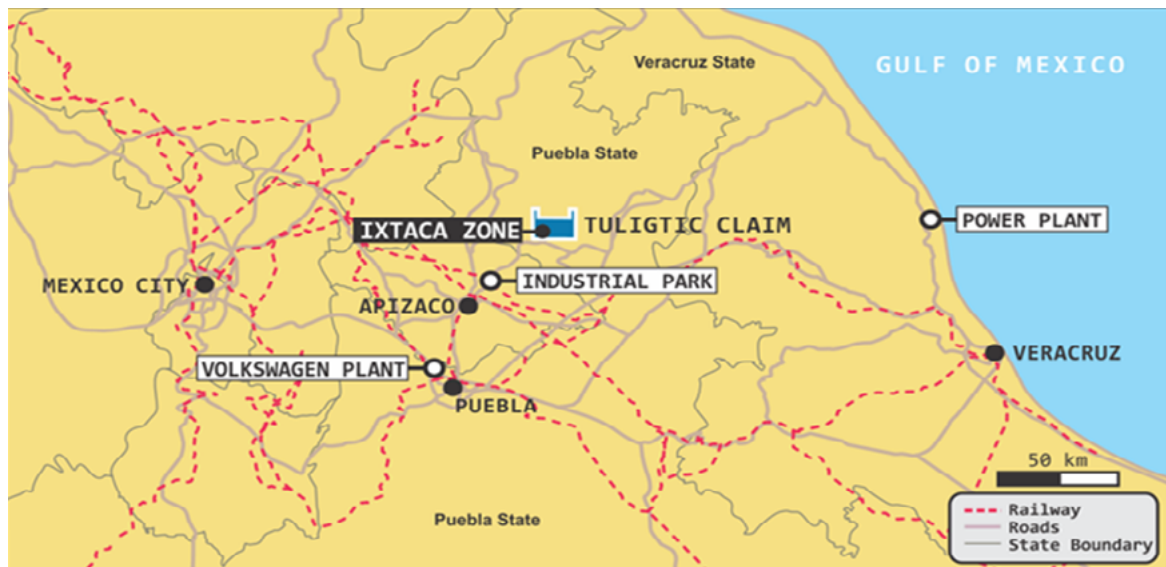 Veracruz State
GULF OF MEXICO
Puebla State
IXTACA ZONE
TULIGTIC CLAIM
POWER PLANT
MEXICO CITY
INDUSTRIAL PARK
APIZACO
VERACRUZ
VOLKSWAGEN PLANT
PUEBLA
50 km
Puebla State
Railway
Roads
State Boundary